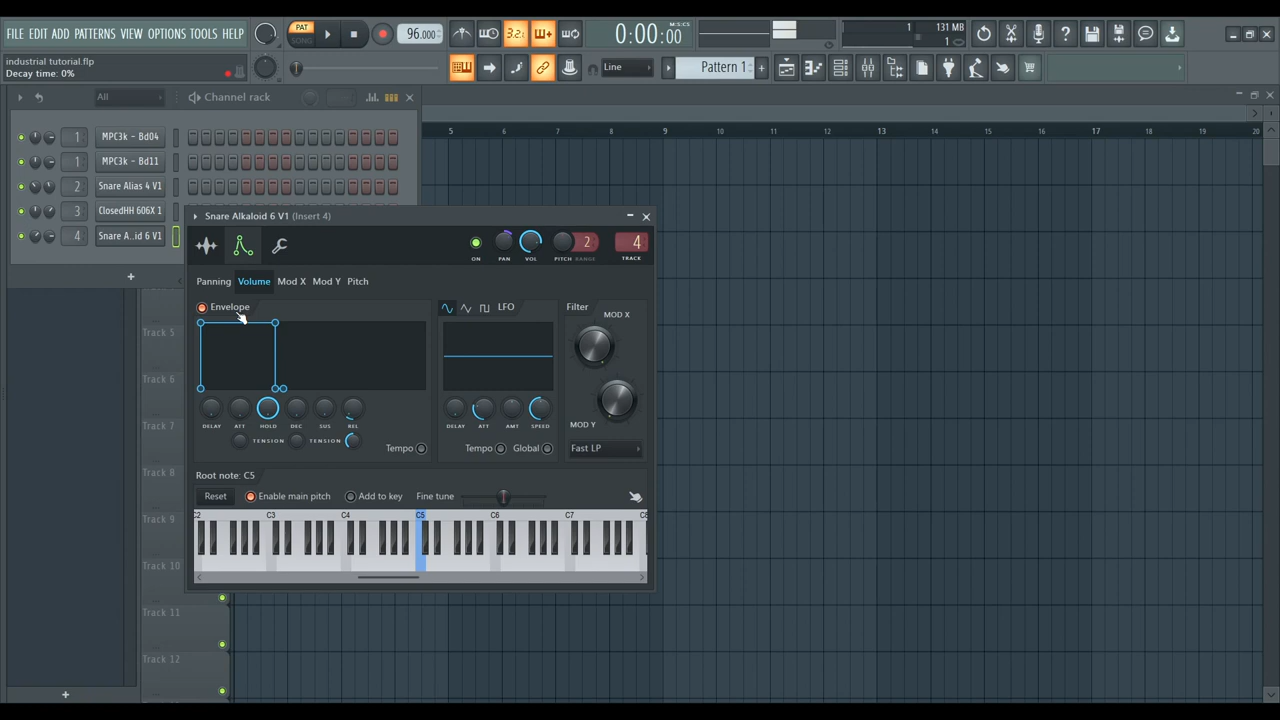 FILE EDIT ADD PATTERNS VIEW OPTIONS TOOLS HELP
PAT
SONG
96.000
3.2.
0:00:00
M:S:CS
1
131 MB
1
industrial tutorial.flp
Decay time: 0%
Line
Pattern 1
All
Channel rack
5 6 7 8 9 10 11 12 13 14 15 16 17 18 19 20
1 MPC3k - Bd04
1 MPC3k - Bd11
2 Snare Alias 4 V1
3 ClosedHH 606X 1
4 Snare A..id 6 V1
Snare Alkaloid 6 V1 (Insert 4)
2
4
ON PAN VOL PITCH RANGE TRACK
Panning Volume Mod X Mod Y Pitch
Envelope
LFO
Filter
MOD X
DELAY ATT HOLD DEC SUS REL
TENSION TENSION
DELAY ATT AMT SPEED
MOD Y
Tempo
Tempo Global
Fast LP
Root note: C5
Reset Enable main pitch Add to key Fine tune
C2 C3 C4 C5 C6 C7 C8
Track 5
Track 6
Track 7
Track 8
Track 9
Track 10
Track 11
Track 12